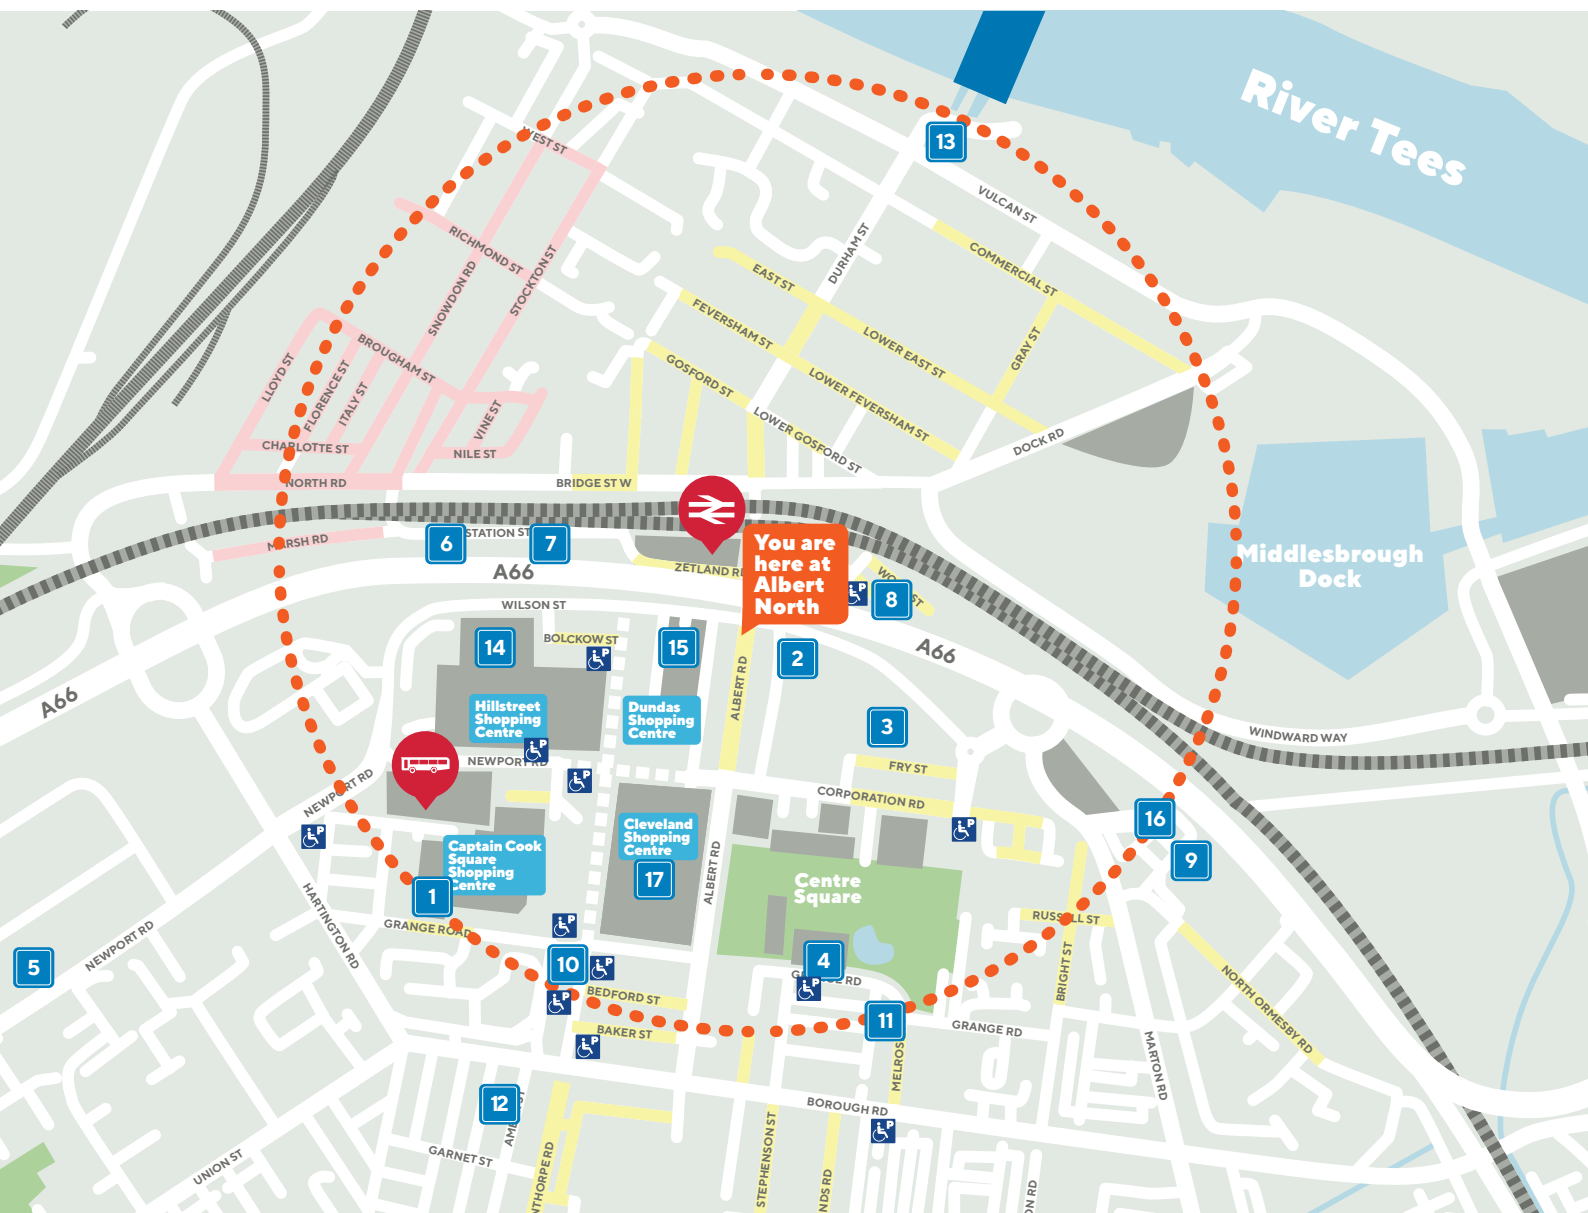 River Tees
13
WEST ST
VULCAN ST
RICHMOND ST
SNOWDON RD
STOCKTON ST
DURHAM ST
COMMERCIAL ST
EAST ST
FEVERSHAM ST
LOWER EAST ST
GRAY ST
LLOYD ST
FLORENCE ST
ITALY ST
BROUGHAM ST
GOSFORD ST
LOWER FEVERSHAM ST
VINE ST
LOWER GOSFORD ST
DOCK RD
CHARLOTTE ST
NILE ST
NORTH RD
BRIDGE ST W
MARSH RD
6
STATION ST
7
You are
here at
Albert
North
Middlesbrough
Dock
A66
ZETLAND
P
8
ST
WILSON ST
BOLCKOW ST
P
14
15
2
A66
A66
ALBERT RD
Hillstreet
Shopping
Centre
Dundas
Shopping
Centre
3
P
WINDWARD WAY
NEWPORT RD
FRY ST
P
NEWPORT RD
CORPORATION RD
P
P
16
Cleveland
Shopping
Centre
17
Captain Cook
Square
Shopping
Centre
1
ALBERT RD
9
Centre
Square
HARTINGTON RD
GRANGE ROAD
P
RUSSELL ST
NEWPORT RD
5
10
P
4
RD
P
BRIGHT ST
NORTH ORMESBY RD
BEDFORD ST
P
11
GRANGE RD
BAKER ST
P
MARTON RD
12
BOROUGH RD
P
GARNET ST
UNION ST
STEPHENSON ST